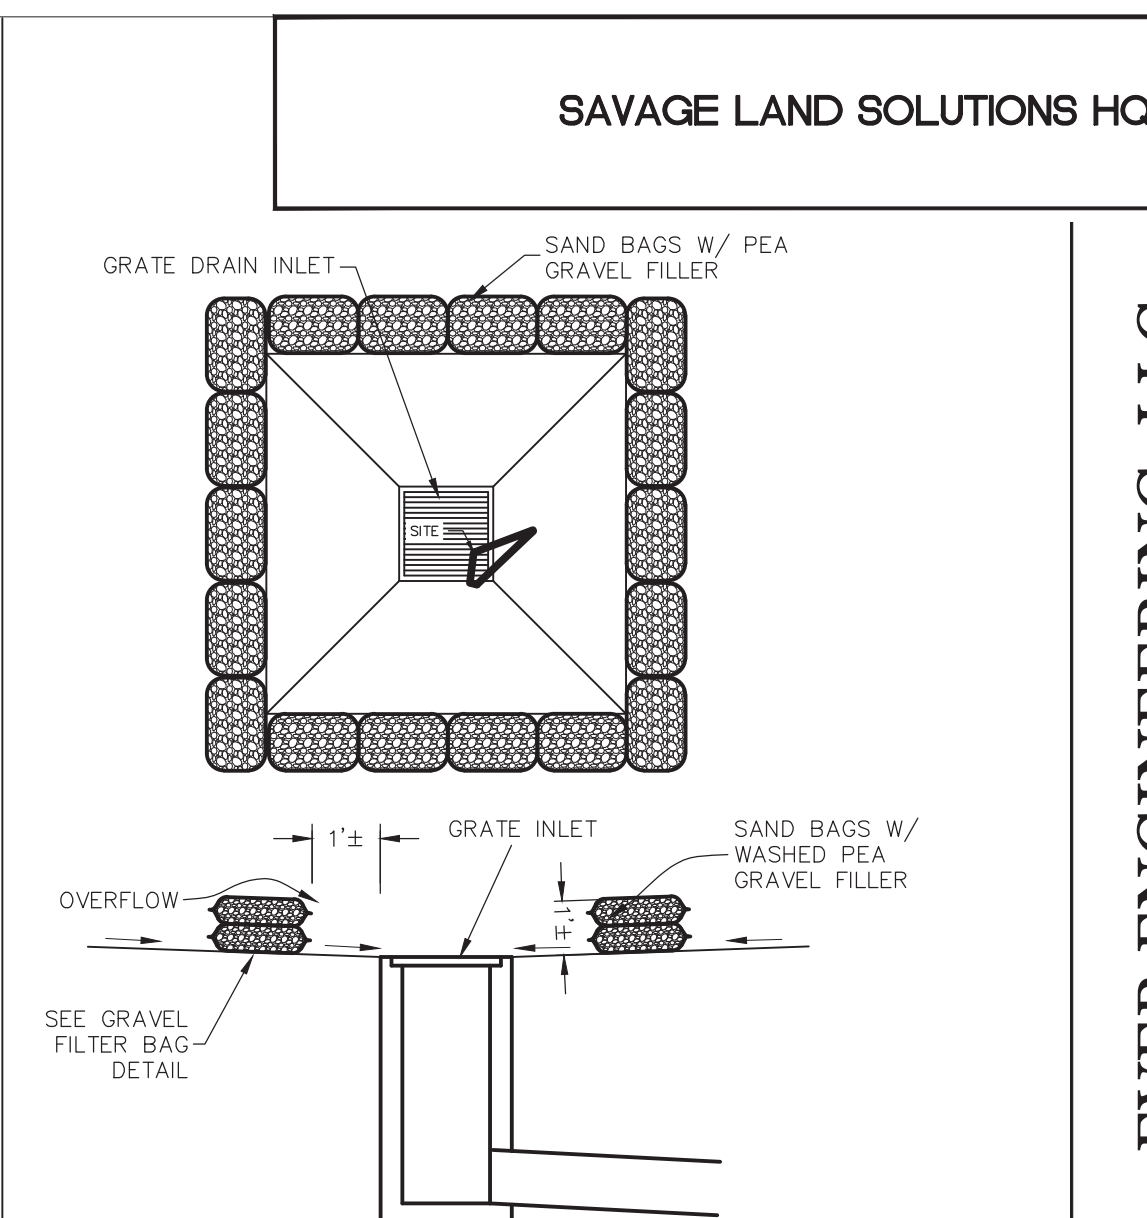 SAVAGE LAND SOLUTIONS HQ
GRATE DRAIN INLET
SAND BAGS W/ PEA
GRAVEL FILLER
SITE
1'±
GRATE INLET
SAND BAGS W/
WASHED PEA
GRAVEL FILLER
OVERFLOW
1'±
SEE GRAVEL
FILTER BAG
DETAIL